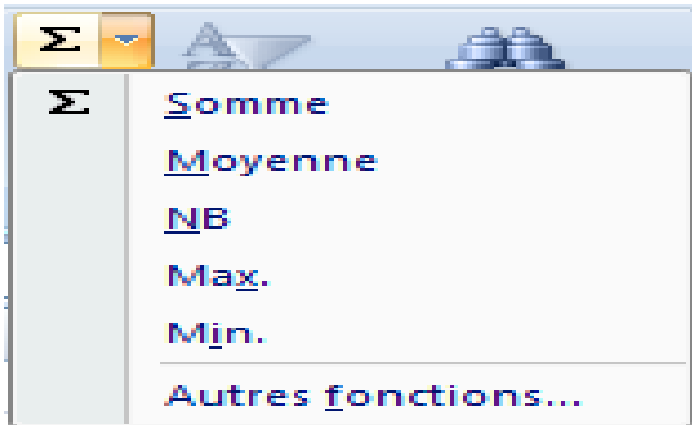 Σ
Σ Somme
Moyenne
NB
Max.
Min.
Autres fonctions...